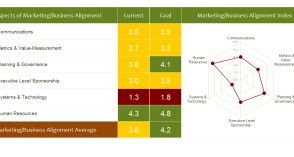 Aspects of Marketing/Business Alignment Current Goal Marketing/Business Alignment Index
Communications 3.0 3.5
Metrics & Value-Measurement 2.7 3.2
Planning & Governance 3.6 4.1
Executive Level Sponsorship 3.0 3.5
Systems & Technology 1.3 1.8
Human Resources 4.3 4.8
Marketing/Business Alignment Average 3.6 4.2
Communications
Metrics & Value Measurement
Planning & Governance
Executive Level Sponsorship
Systems & Technology
Human Resources